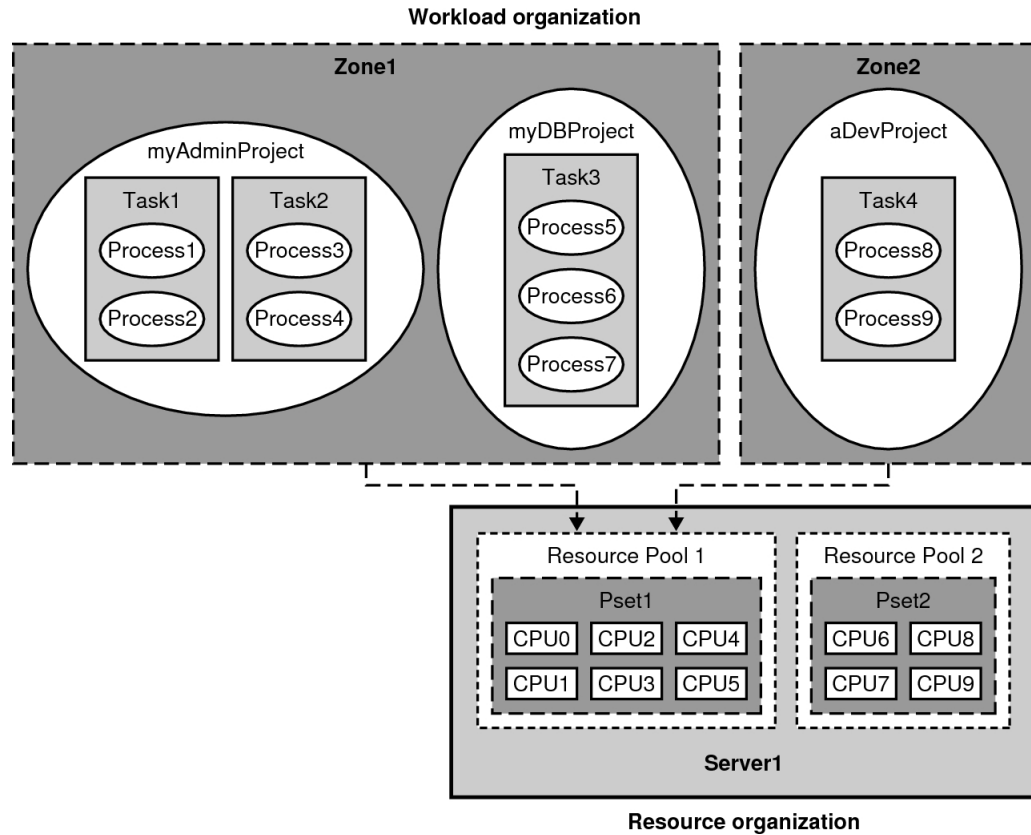 Workload organization
Zone1
myAdminProject
Task1
Process1
Process2
Task2
Process3
Process4
myDBProject
Task3
Process5
Process6
Process7
Zone2
aDevProject
Task4
Process8
Process9
Resource Pool 1
Pset1
CPU0 CPU2 CPU4
CPU1 CPU3 CPU5
Resource Pool 2
Pset2
CPU6 CPU8
CPU7 CPU9
Server1
Resource organization